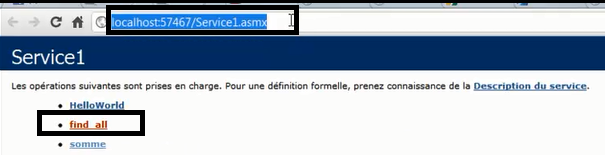 localhost:57467/Service1.asmx
Service1
Les opérations suivantes sont prises en charge. Pour une définition formelle, prenez connaissance de la Description du service.
HelloWorld
find_all
somme